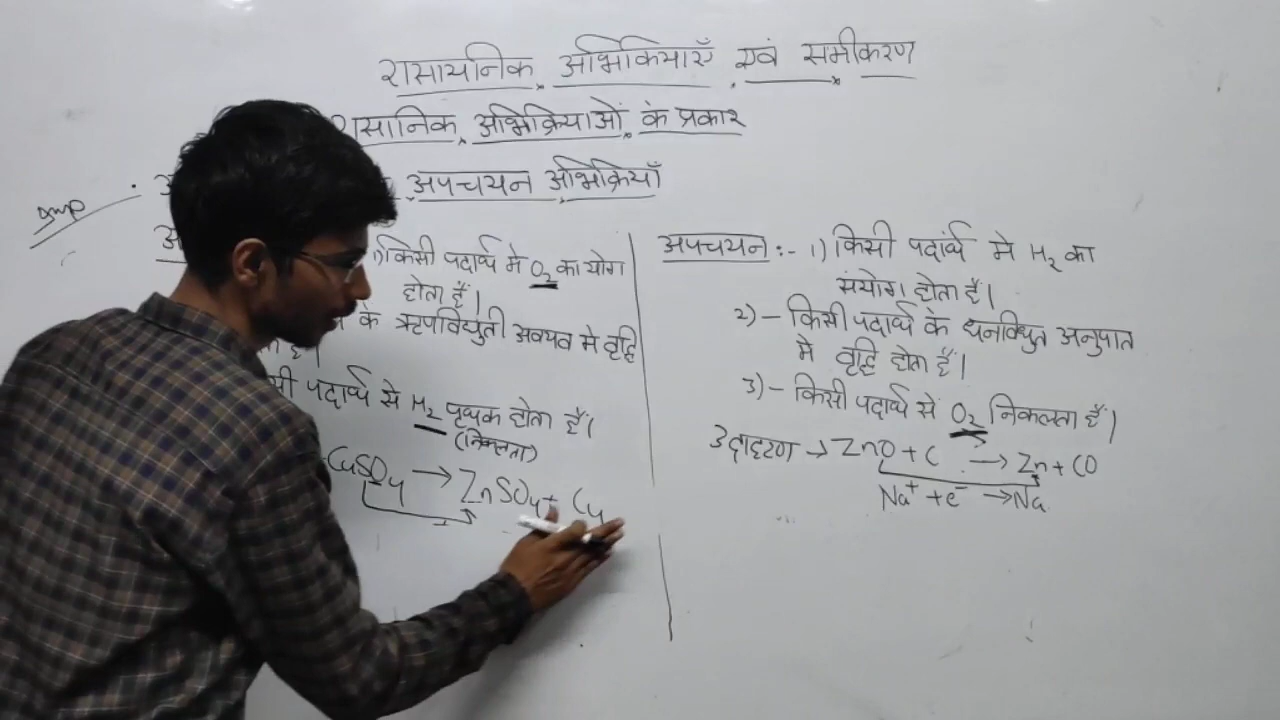 रासायनिक अभिक्रियाएँ एवं समीकरण
रासानिक अभिक्रियाओं के प्रकार
अपचयन अभिक्रियाँ
Imp
1) किसी पदार्थ मे O₂ का योग
होता हैं।
के ऋणविद्युती अवयव मे वृद्धि
पदार्थ से H₂ पृथक होता हैं।
(निकलता)
CuSO₄ → ZnSO₄ + Cu
अपचयन :- 1) किसी पदार्थ मे H₂ का
संयोग होता हैं।
2) - किसी पदार्थ के धनविद्युत अनुपात
मे वृद्धि होता हैं।
3) - किसी पदार्थ से O₂ निकलता हैं।
उदाहरण → ZnO + C → Zn + CO
Na⁺ + e⁻ → Na